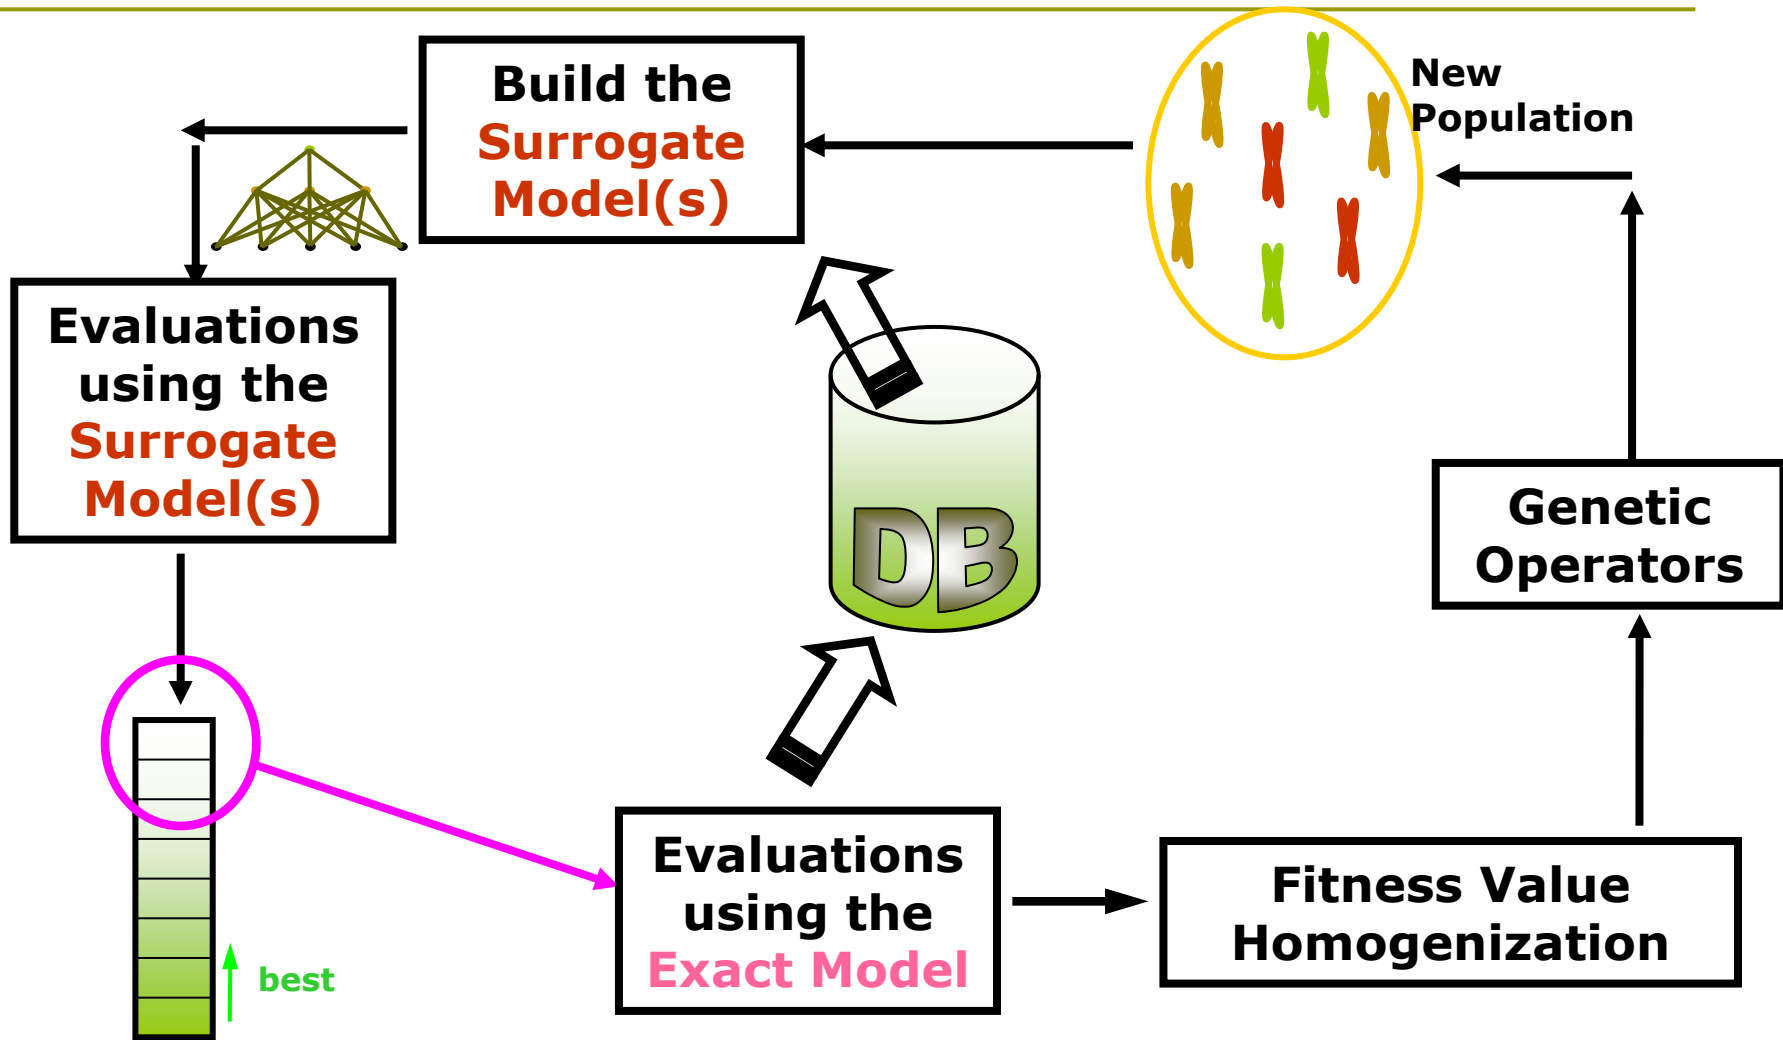 Build the
Surrogate
Model(s)
New
Population
Evaluations
using the
Surrogate
Model(s)
DB
Genetic
Operators
best
Evaluations
using the
Exact Model
Fitness Value
Homogenization